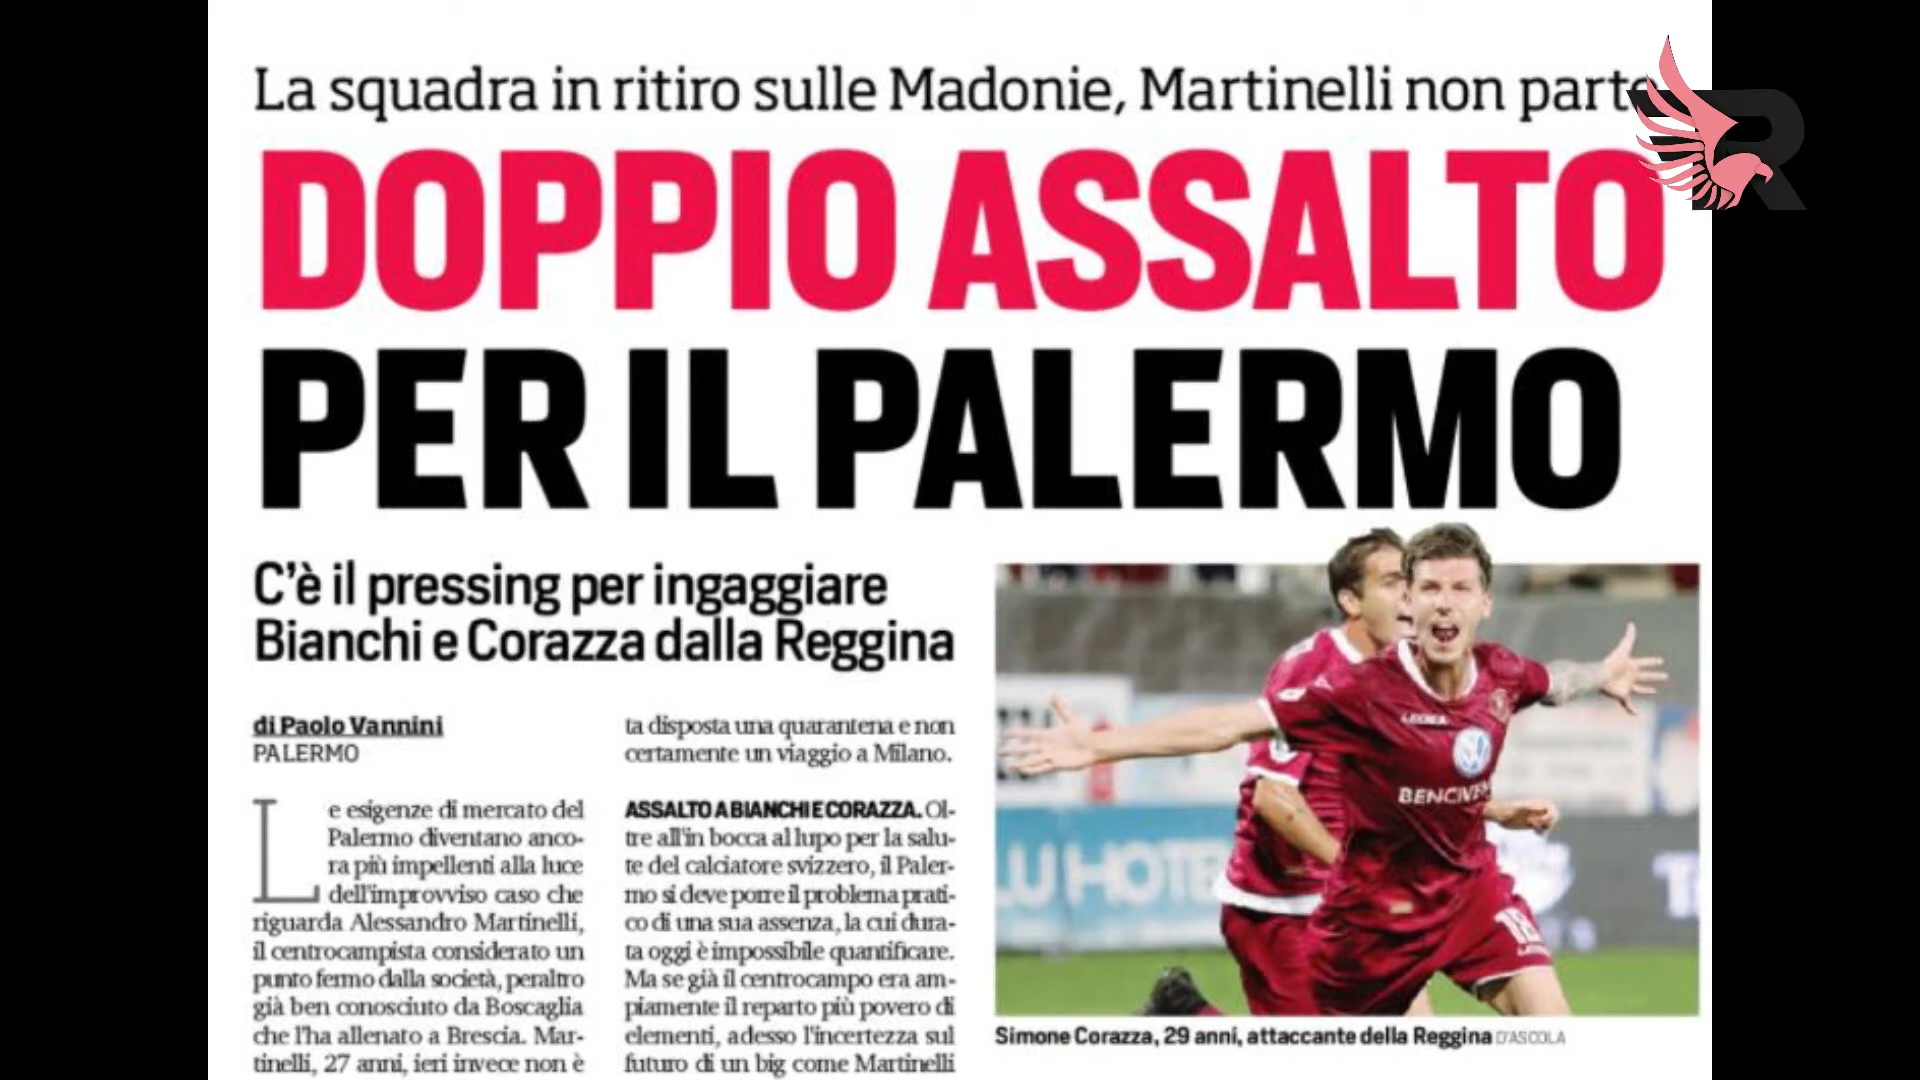 La squadra in ritiro sulle Madonie, Martinelli non parte
DOPPIO ASSALTO
PER IL PALERMO
C'è il pressing per ingaggiare
Bianchi e Corazza dalla Reggina
di Paolo Vannini
PALERMO
Le esigenze di mercato del
Palermo diventano anco-
ra più impellenti alla luce
dell'improvviso caso che
riguarda Alessandro Martinelli,
il centrocampista considerato un
punto fermo dalla società, peraltro
già ben conosciuto da Boscaglia
che l'ha allenato a Brescia. Mar-
tinelli, 27 anni, ieri invece non è
ta disposta una quarantena e non
certamente un viaggio a Milano.
ASSALTO A BIANCHI E CORAZZA. Ol-
tre all'in bocca al lupo per la salu-
te del calciatore svizzero, il Paler-
mo si deve porre il problema prati-
co di una sua assenza, la cui dura-
ta oggi è impossibile quantificare.
Ma se già il centrocampo era am-
piamente il reparto più povero di
elementi, adesso l'incertezza sul
futuro di un big come Martinelli
LEGEA
BENCIVEN
LU HOTE
18
Simone Corazza, 29 anni, attaccante della Reggina D'ASCOLA
R